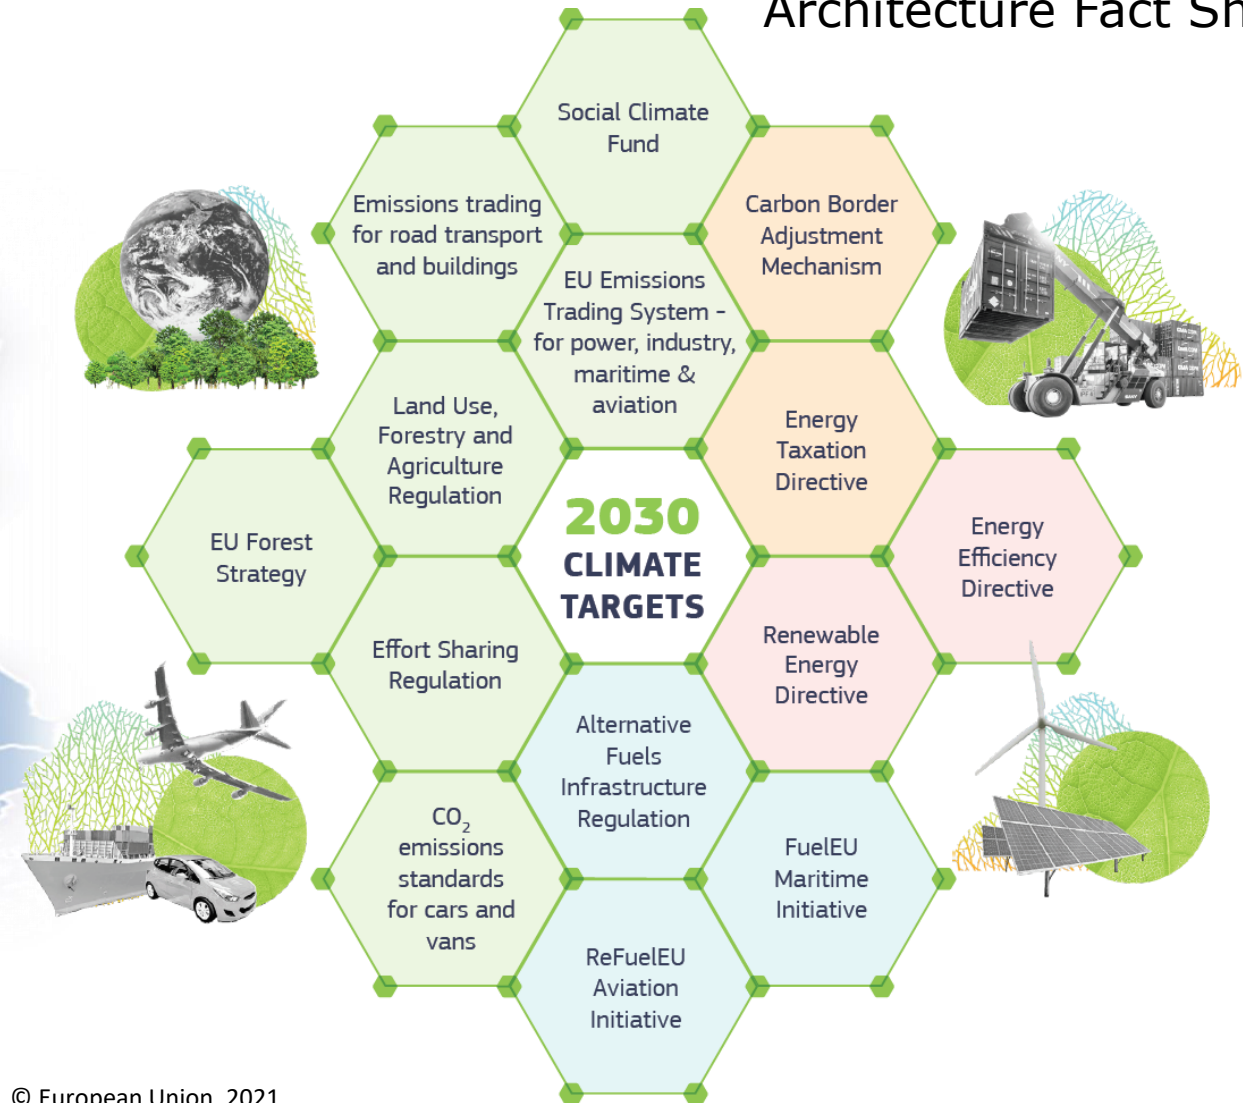 Architecture Fact Sh
Social Climate
Fund
Emissions trading
for road transport
and buildings
Carbon Border
Adjustment
Mechanism
EU Emissions
Trading System -
for power, industry,
maritime &
aviation
Land Use,
Forestry and
Agriculture
Regulation
Energy
Taxation
Directive
EU Forest
Strategy
2030
CLIMATE
TARGETS
Energy
Efficiency
Directive
Effort Sharing
Regulation
Renewable
Energy
Directive
Alternative
Fuels
Infrastructure
Regulation
CO₂
emissions
standards
for cars and
vans
FuelEU
Maritime
Initiative
ReFuelEU
Aviation
Initiative
© European Union, 2021